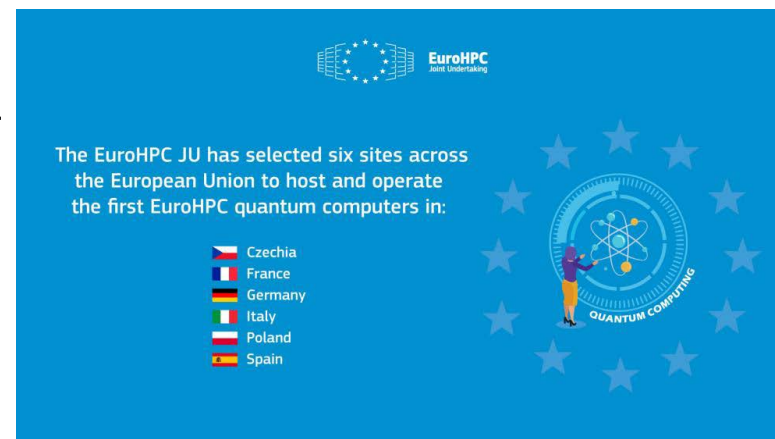 EuroHPC
Joint Undertaking
The EuroHPC JU has selected six sites across
the European Union to host and operate
the first EuroHPC quantum computers in:
Czechia
France
Germany
Italy
Poland
Spain
QUANTUM COMPUTING